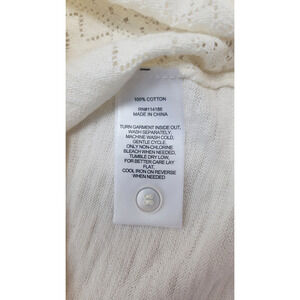 100% COTTON
RN#114186
MADE IN CHINA
TURN GARMENT INSIDE OUT,
WASH SEPARATELY,
MACHINE WASH COLD,
GENTLE CYCLE.
ONLY NON-CHLORINE
BLEACH WHEN NEEDED,
TUMBLE DRY LOW,
FOR BETTER CARE LAY
FLAT.
COOL IRON ON REVERSE
WHEN NEEDED